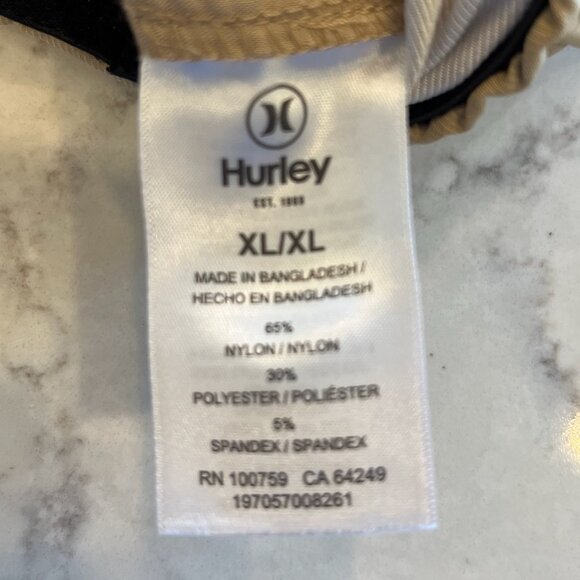 Hurley
EST. 1999
XL/XL
MADE IN BANGLADESH /
HECHO EN BANGLADESH
65%
NYLON / NYLON
30%
POLYESTER / POLIÉSTER
5%
SPANDEX / SPANDEX
RN 100759 CA 64249
197057008261